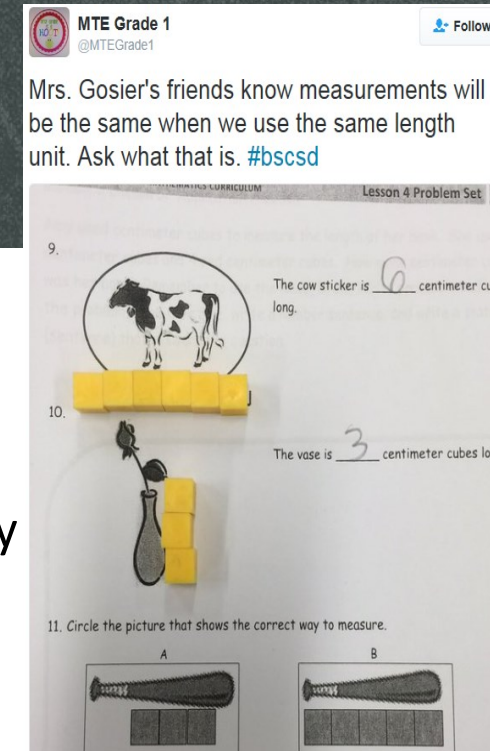 MTE Grade 1
@MTEGrade1
Follow
Mrs. Gosier's friends know measurements will
be the same when we use the same length
unit. Ask what that is. #bscsd
CURRICULUM
Lesson 4 Problem Set
9.
The cow sticker is 6 centimeter cu
long.
10.
y
The vase is 3 centimeter cubes lo
11. Circle the picture that shows the correct way to measure.
A
B